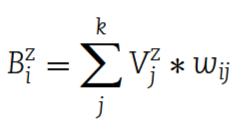 $B_i^z = \sum_j^k V_j^z * w_{ij}$